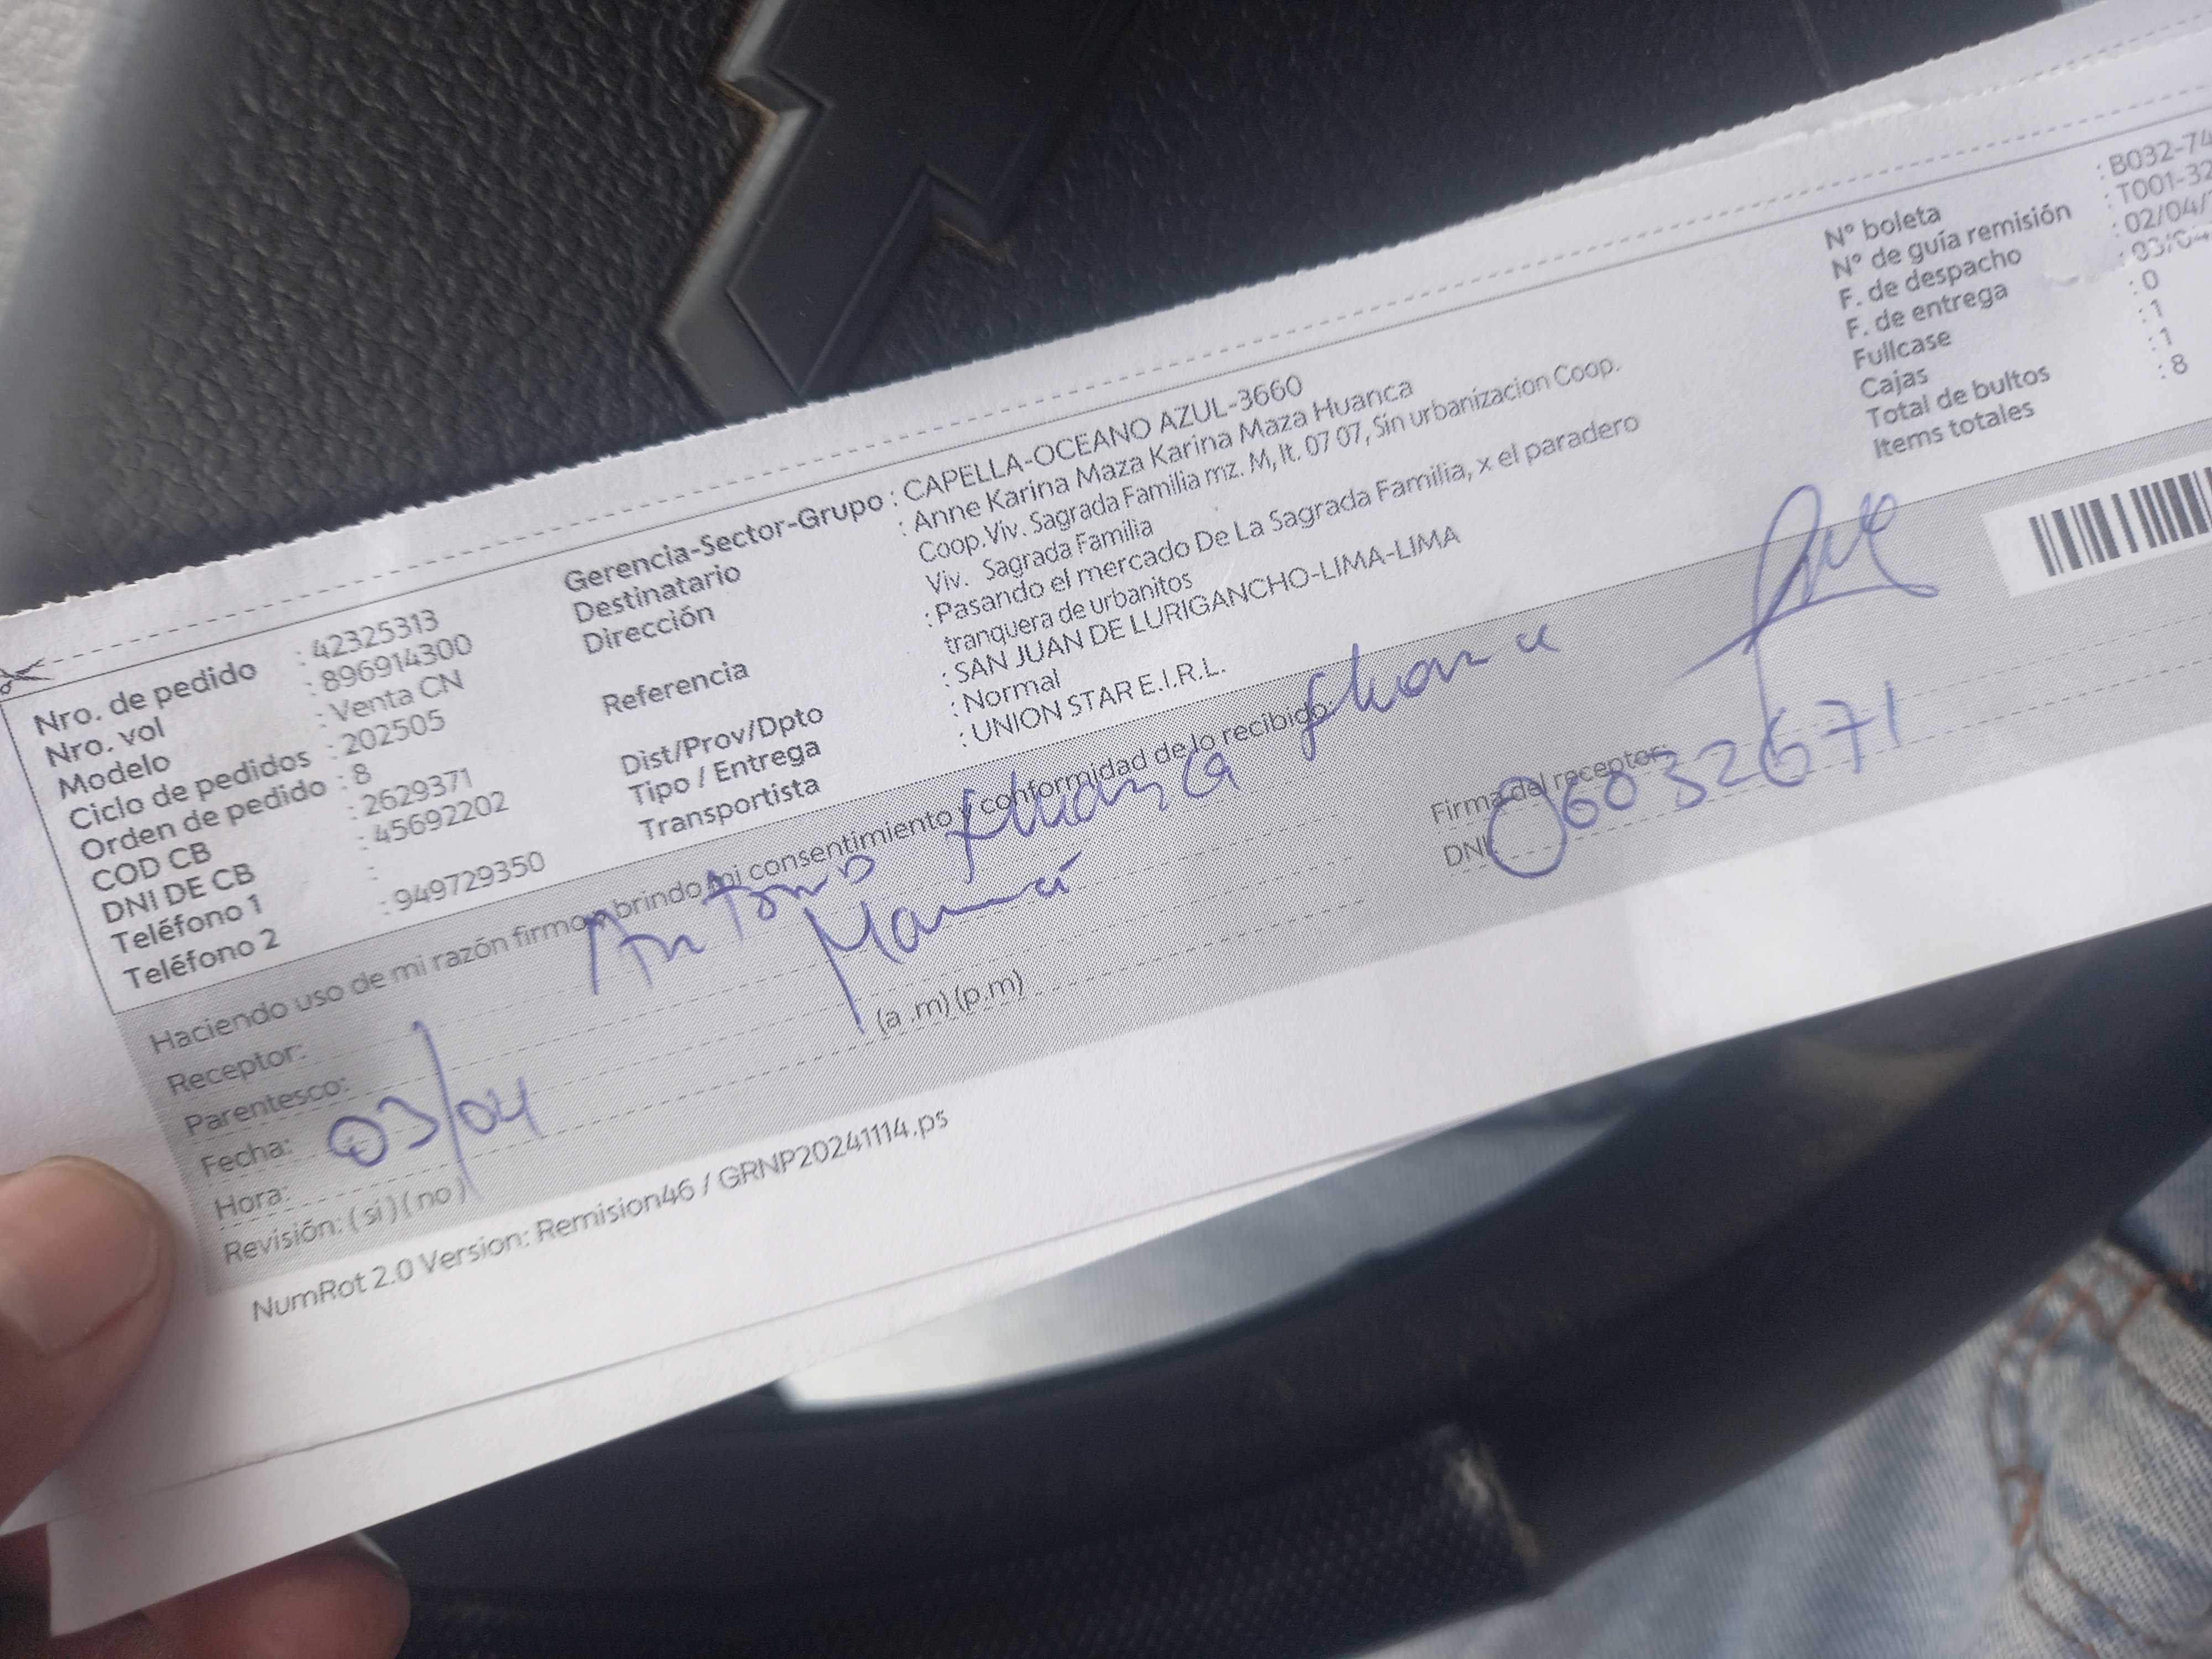 Nro. de pedido : 42325313
Nro. vol : 896914300
Modelo : Venta CN
Ciclo de pedidos : 202505
Orden de pedido : 8
COD CB : 2629371
DNI DE CB : 45692202
Teléfono 1 :
Teléfono 2 : 949729350
Gerencia-Sector-Grupo : CAPELLA-OCEANO AZUL-3660
Destinatario : Anne Karina Maza Karina Maza Huanca
Dirección Coop.Viv. Sagrada Familia mz. M, lt. 07 07, Sin urbanizacion Coop.
Viv. Sagrada Familia
Referencia : Pasando el mercado De La Sagrada Familia, x el paradero
tranquera de urbanitos
Dist/Prov/Dpto : SAN JUAN DE LURIGANCHO-LIMA-LIMA
Tipo / Entrega : Normal
Transportista : UNION STAR E.I.R.L.
N° boleta : B032-74
N° de guía remisión : T001-32
F. de despacho : 02/04/
F. de entrega : 03/04
Fullcase : 0
Cajas : 1
Total de bultos : 1
Items totales : 8
Haciendo uso de mi razón firmo y brindo mi consentimiento y conformidad de lo recibido:
Receptor:
Parentesco: Mamá
Fecha: 03/04
Hora: (a .m) (p.m)
Revisión: ( si ) ( no )
Firma del receptor:
DNI: 06032671
NumRot 2.0 Version: Remision46 / GRNP20241114.ps